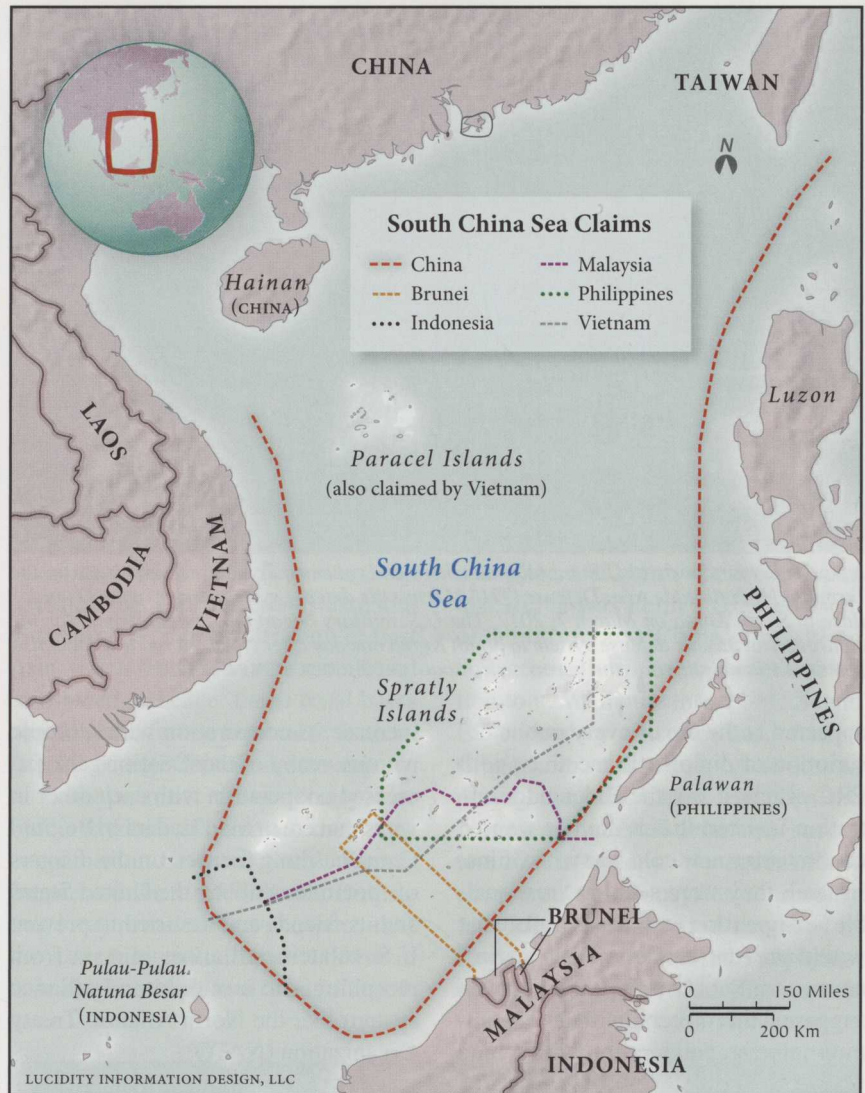 CHINA
TAIWAN
N
South China Sea Claims
China
Malaysia
Brunei
Philippines
Indonesia
Vietnam
Hainan
(CHINA)
Luzon
LAOS
Paracel Islands
(also claimed by Vietnam)
VIETNAM
CAMBODIA
South China
Sea
PHILIPPINES
Spratly
Islands
Palawan
(PHILIPPINES)
BRUNEI
MALAYSIA
Pulau-Pulau
Natuna Besar
(INDONESIA)
0 150 Miles
0 200 Km
INDONESIA
LUCIDITY INFORMATION DESIGN, LLC